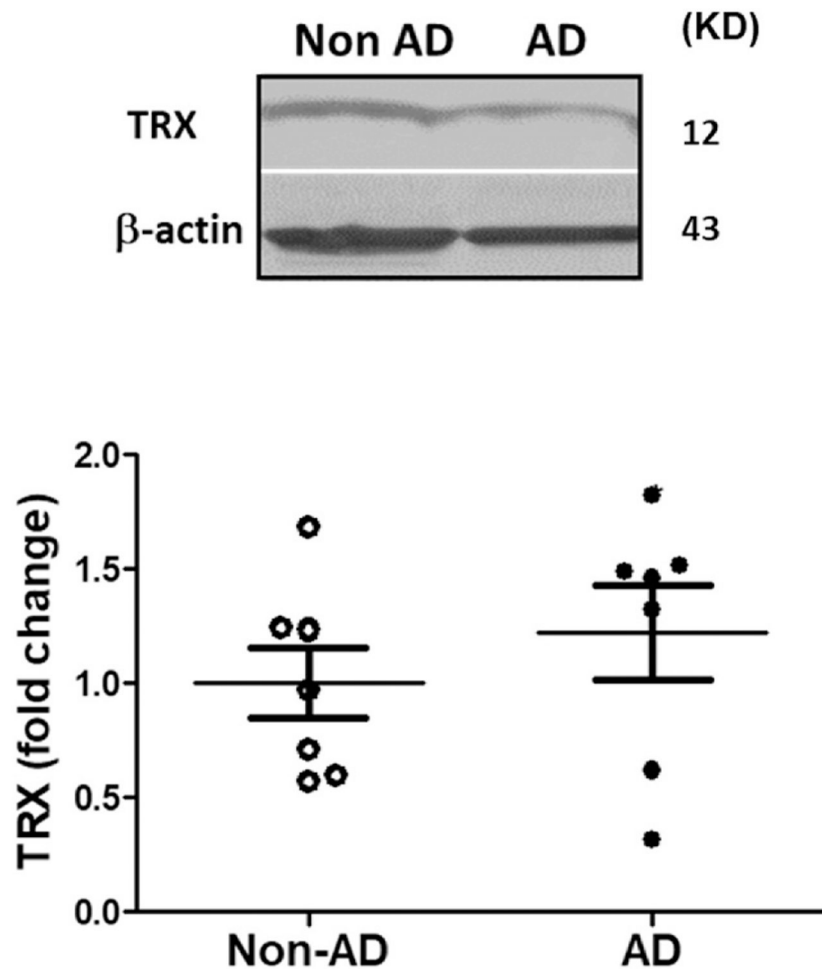 Non AD AD (KD)
TRX 12
β-actin 43
2.0
1.5
1.0
0.5
0.0
TRX (fold change)
Non-AD AD